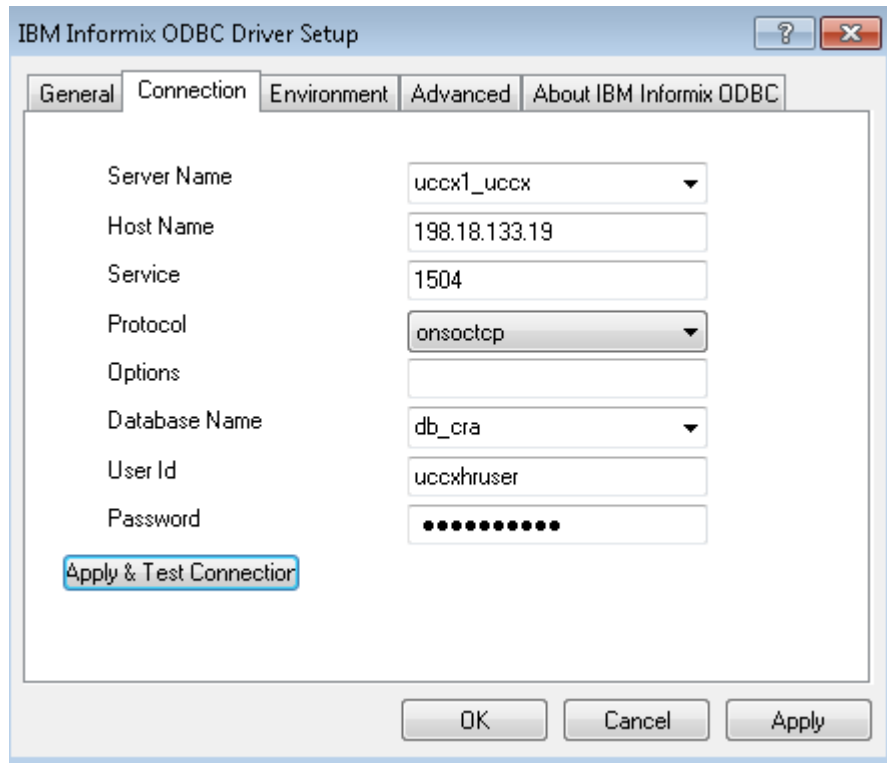 IBM Informix ODBC Driver Setup
General Connection Environment Advanced About IBM Informix ODBC
Server Name uccx1_uccx
Host Name 198.18.133.19
Service 1504
Protocol onsoctcp
Options
Database Name db_cra
User Id uccxhruser
Password ●●●●●●●●●●
Apply & Test Connection
OK Cancel Apply